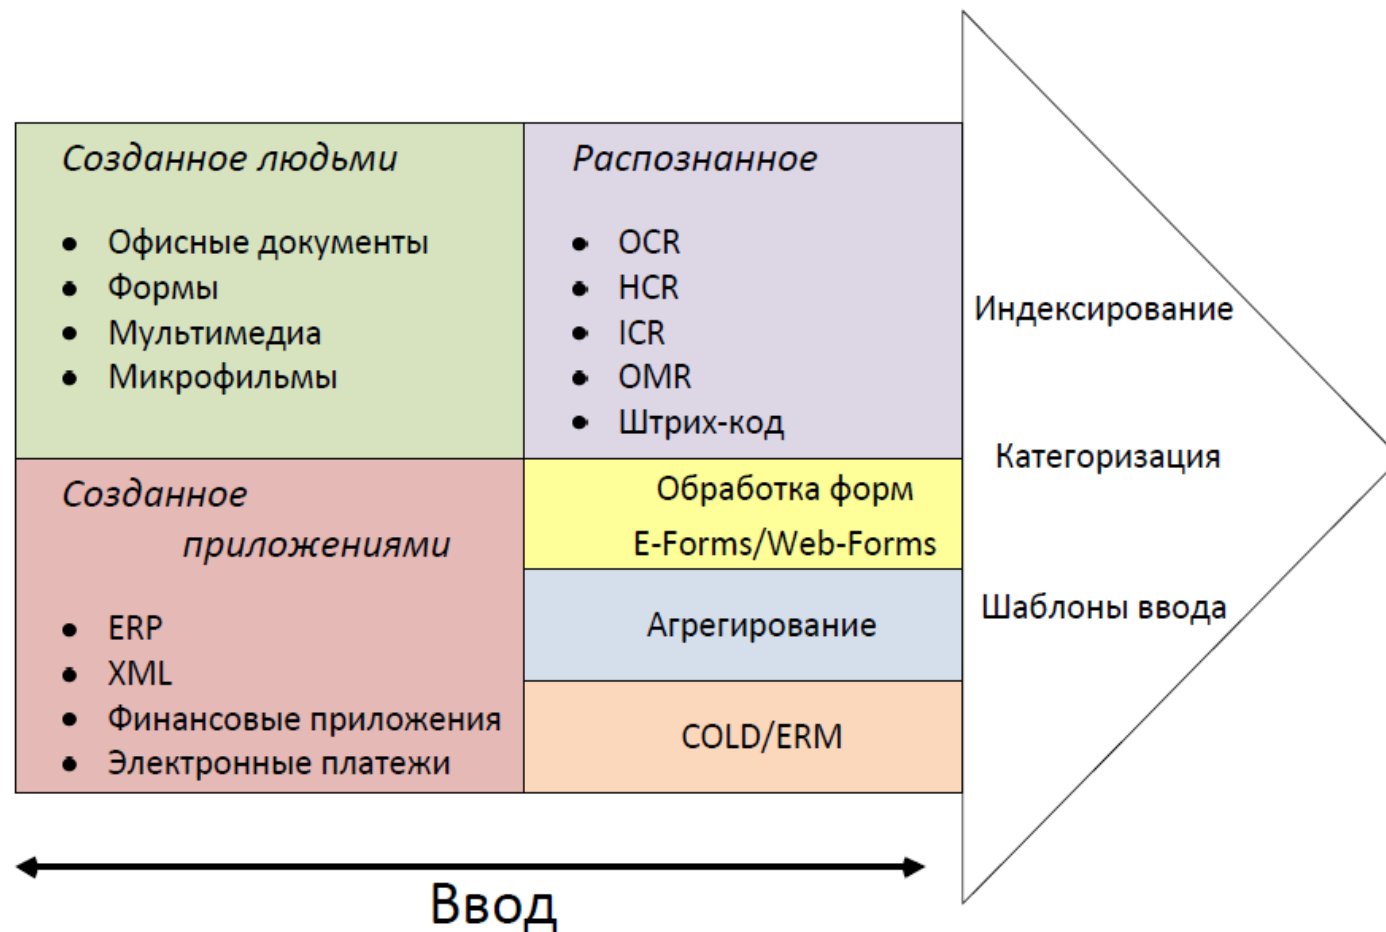 Созданное людьми
Офисные документы
Формы
Мультимедиа
Микрофильмы
Распознанное
OCR
HCR
ICR
OMR
Штрих-код
Созданное
приложениями
ERP
XML
Финансовые приложения
Электронные платежи
Обработка форм
E-Forms/Web-Forms
Агрегирование
COLD/ERM
Индексирование
Категоризация
Шаблоны ввода
Ввод